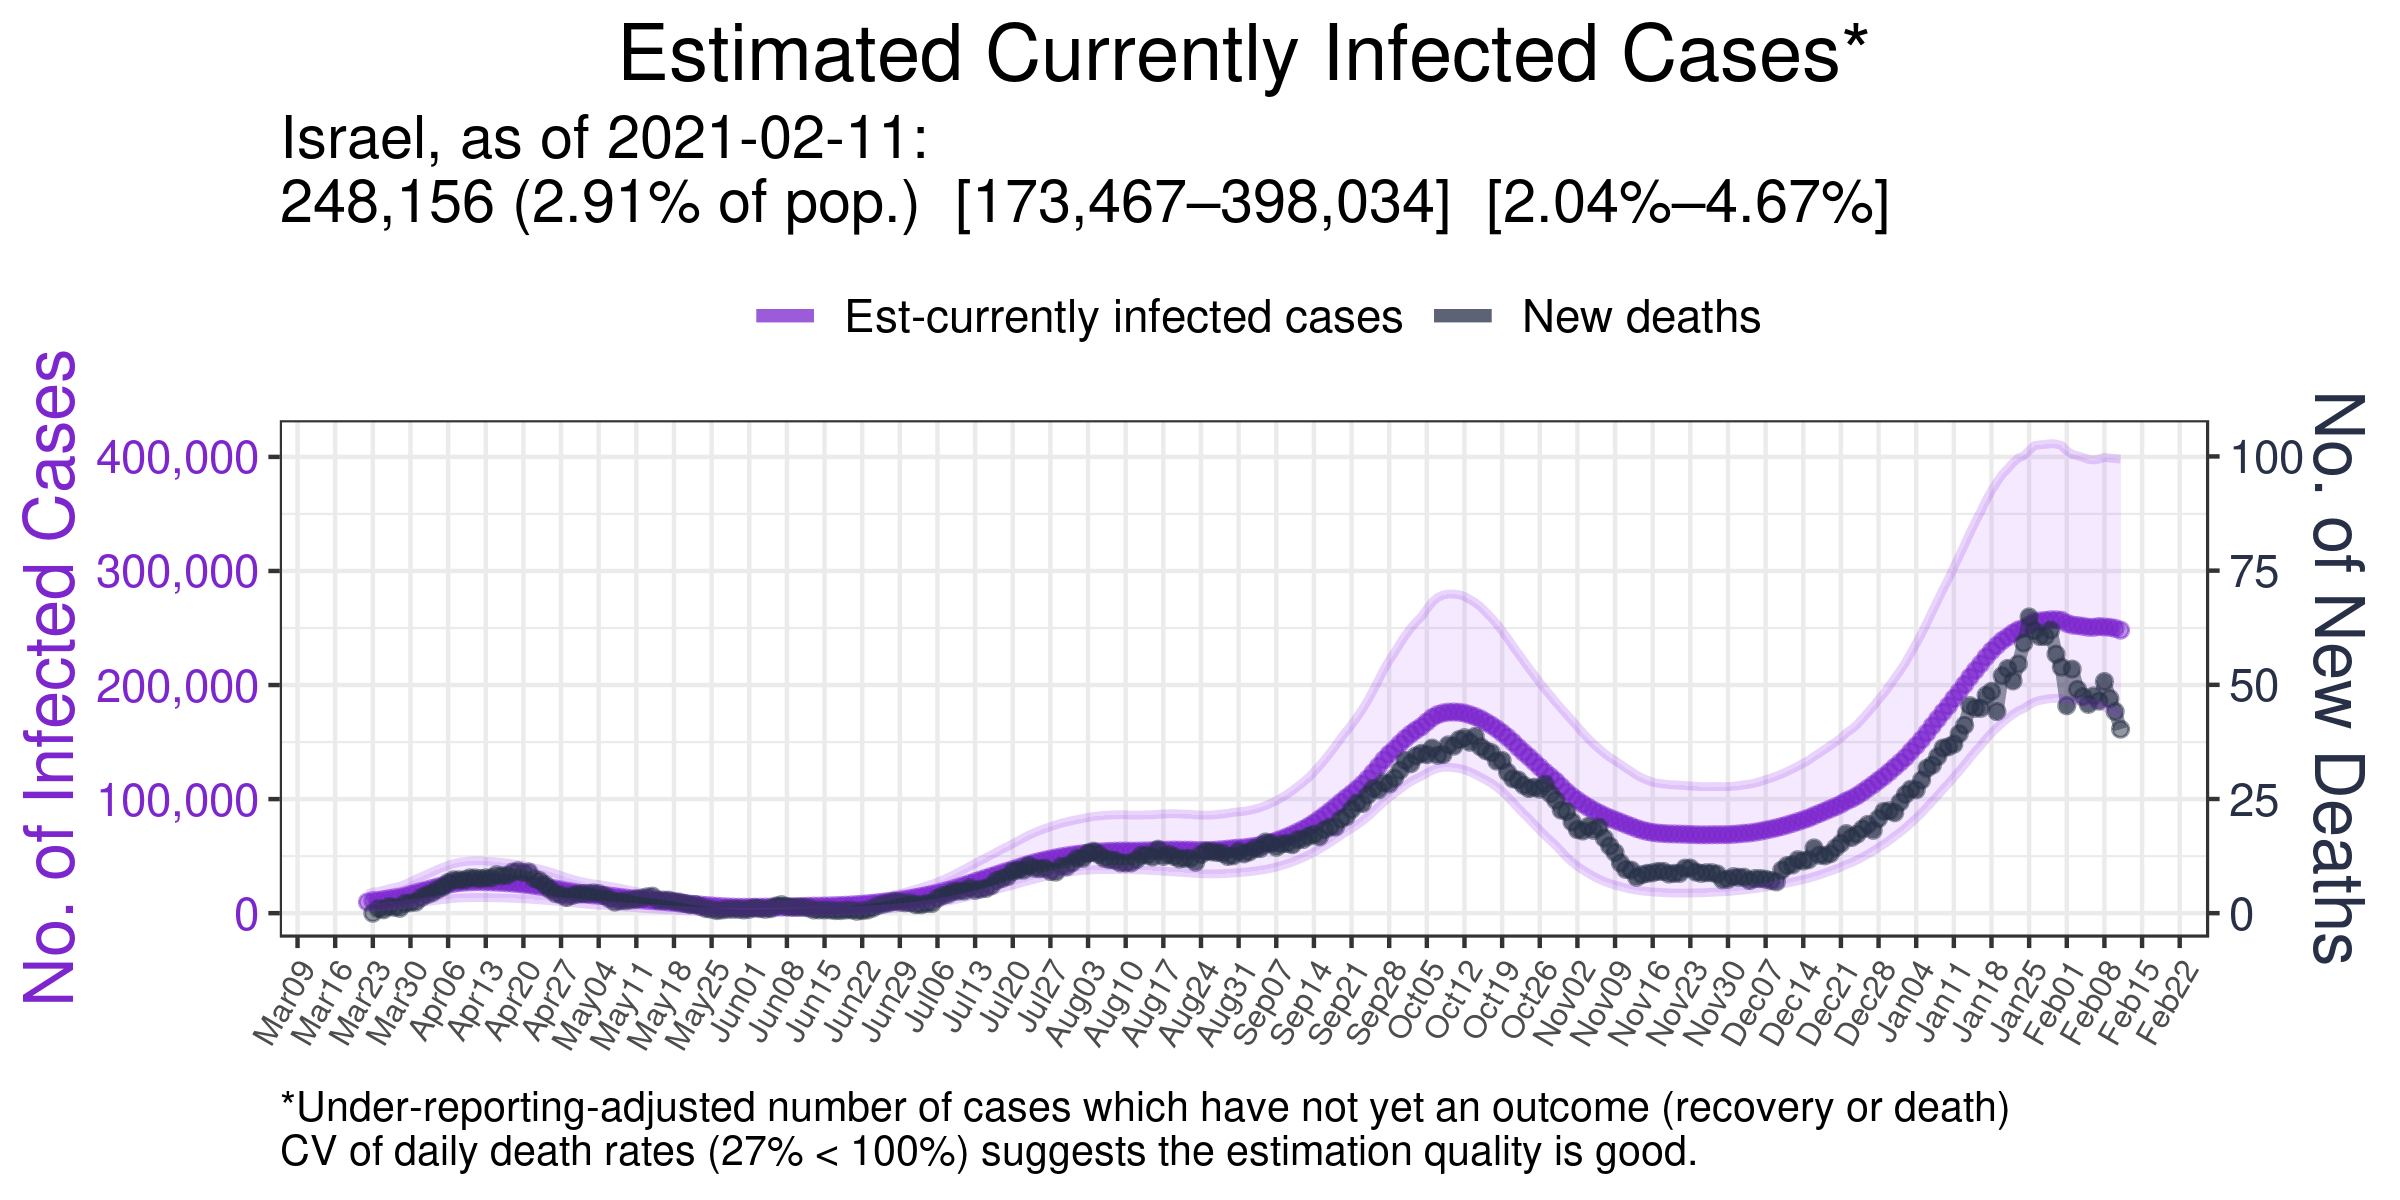 Estimated Currently Infected Cases*
Israel, as of 2021-02-11:
248,156 (2.91% of pop.) [173,467–398,034] [2.04%–4.67%]
Est-currently infected cases New deaths
No. of Infected Cases
400,000
300,000
200,000
100,000
0
100
75
50
25
0
No. of New Deaths
Mar09 Mar16 Mar23 Mar30 Apr06 Apr13 Apr20 Apr27 May04 May11 May18 May25 Jun01 Jun08 Jun15 Jun22 Jun29 Jul06 Jul13 Jul20 Jul27 Aug03 Aug10 Aug17 Aug24 Aug31 Sep07 Sep14 Sep21 Sep28 Oct05 Oct12 Oct19 Oct26 Nov02 Nov09 Nov16 Nov23 Nov30 Dec07 Dec14 Dec21 Dec28 Jan04 Jan11 Jan18 Jan25 Feb01 Feb08 Feb15 Feb22
*Under-reporting-adjusted number of cases which have not yet an outcome (recovery or death)
CV of daily death rates (27% < 100%) suggests the estimation quality is good.